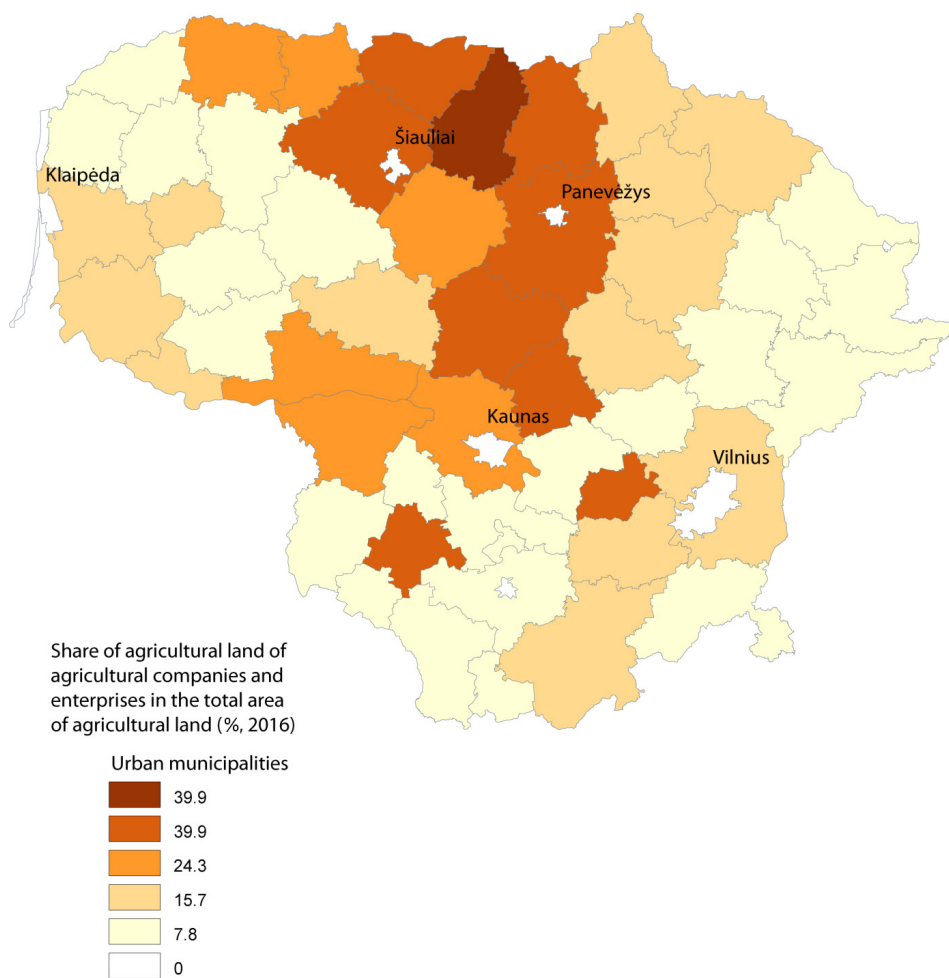 Šiauliai
Klaipėda
Panevėžys
Kaunas
Vilnius
Share of agricultural land of
agricultural companies and
enterprises in the total area
of agricultural land (%, 2016)
Urban municipalities
39.9
39.9
24.3
15.7
7.8
0